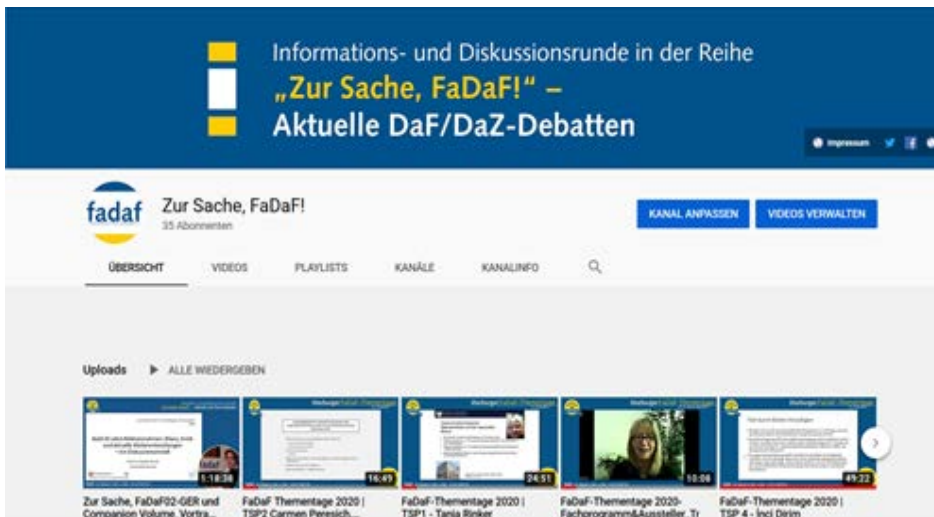 Informations- und Diskussionsrunde in der Reihe
„Zur Sache, FaDaF!“ –
Aktuelle DaF/DaZ-Debatten
Impressum
fadaf
Zur Sache, FaDaF!
35 Abonnenten
KANAL ANPASSEN
VIDEOS VERWALTEN
ÜBERSICHT VIDEOS PLAYLISTS KANÄLE KANALINFO
Uploads ALLE WIEDERGEBEN
1:18:36
16:49
24:51
10:06
49:22
Zur Sache, FaDaF02-GER und
Companion Volume, Vortra...
FaDaF Thementage 2020 |
TSP2 Carmen Peresich...
FaDaF-Thementage 2020 |
TSP1 - Tanja Rinker
FaDaF-Thementage 2020-
Fachprogramm&Aussteller, Tr
FaDaF-Thementage 2020 |
TSP 4 - İnci Dirim